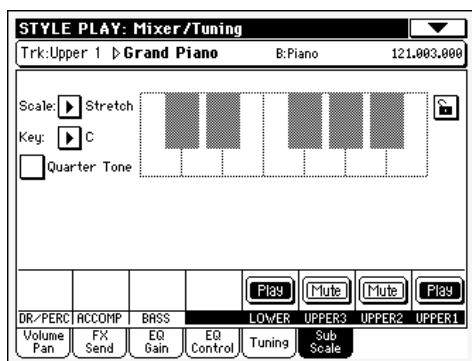 STYLE PLAY: Mixer/Tuning
Trk:Upper 1 Grand Piano B:Piano 121.003.000
Scale: Stretch
Key: C
Quarter Tone
Play Mute Mute Play
DR/PERC ACCOMP BASS LOWER UPPER3 UPPER2 UPPER1
Volume Pan
FX Send
EQ Gain
EQ Control
Tuning
Sub Scale